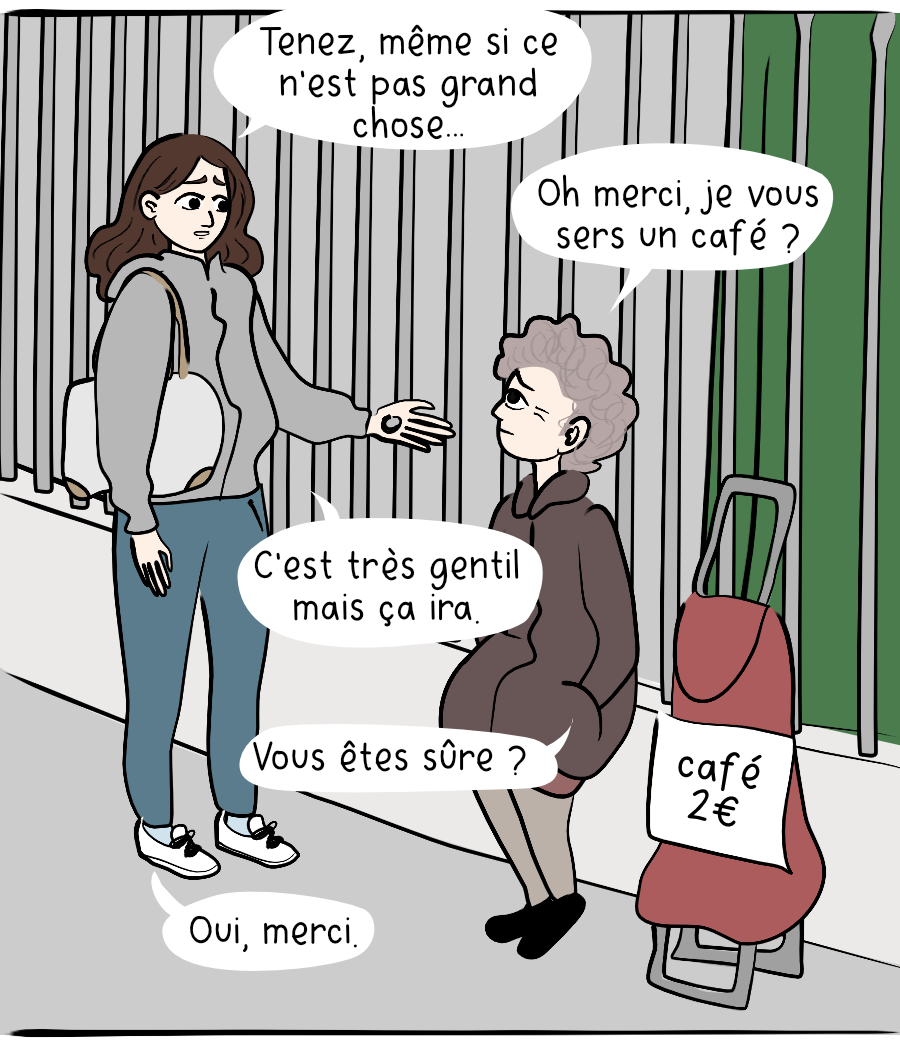 Tenez, même si ce
n'est pas grand
chose...
Oh merci, je vous
sers un café ?
C'est très gentil
mais ça ira.
Vous êtes sûre ?
café
2€
Oui, merci.